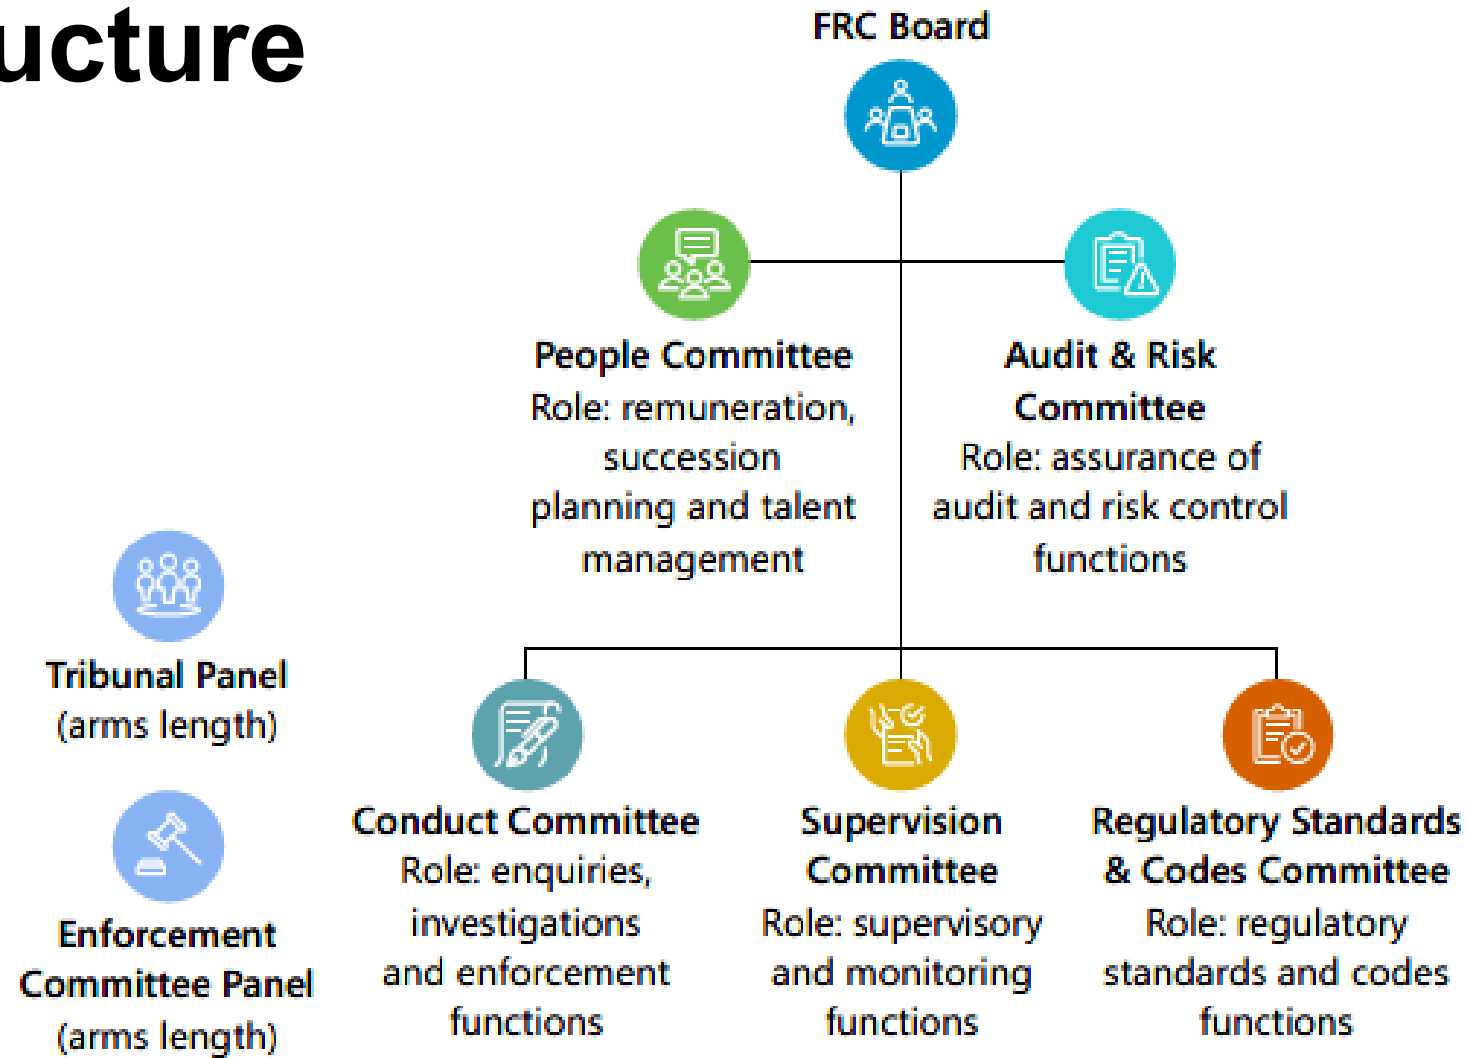 ucture
FRC Board
People Committee
Role: remuneration,
succession
planning and talent
management
Audit & Risk
Committee
Role: assurance of
audit and risk control
functions
Tribunal Panel
(arms length)
Enforcement
Committee Panel
(arms length)
Conduct Committee
Role: enquiries,
investigations
and enforcement
functions
Supervision
Committee
Role: supervisory
and monitoring
functions
Regulatory Standards
& Codes Committee
Role: regulatory
standards and codes
functions